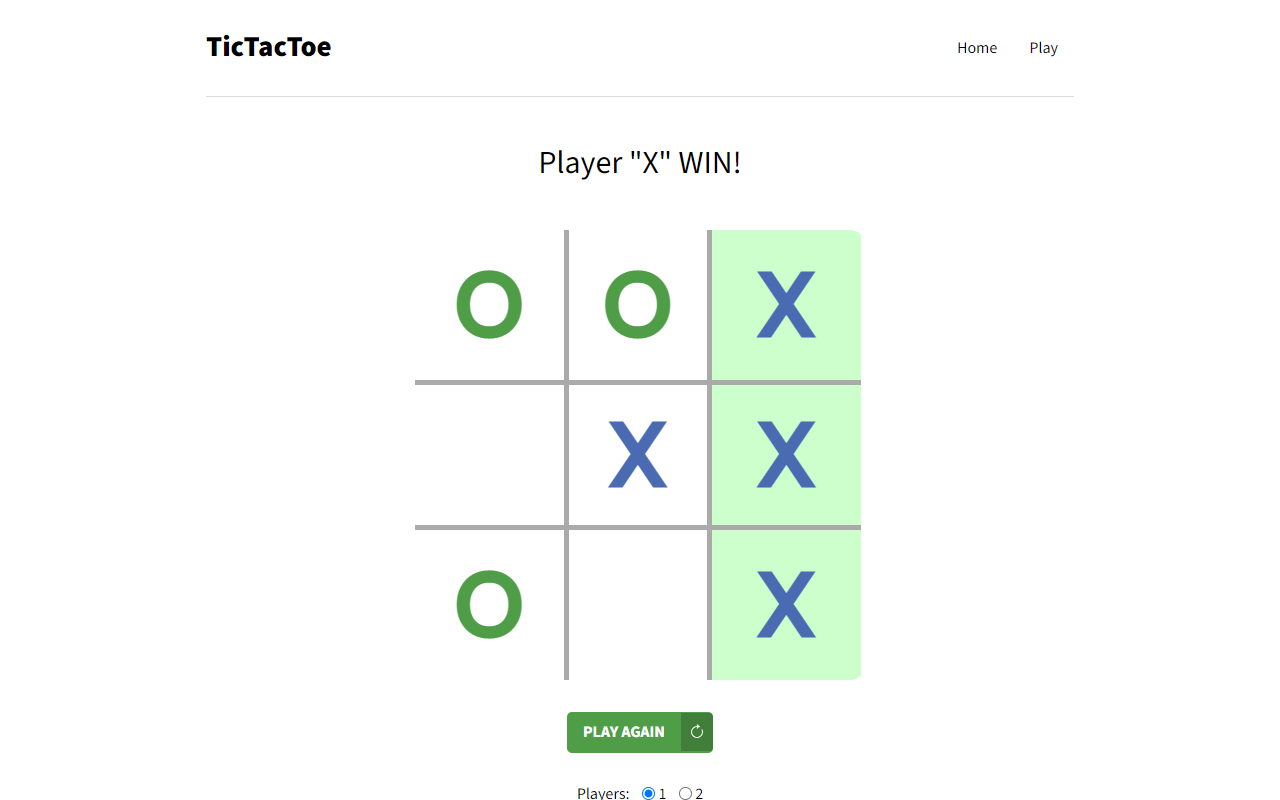 TicTacToe
Home Play
Player "X" WIN!
O O X
X X
O X
PLAY AGAIN
Players: 1 2